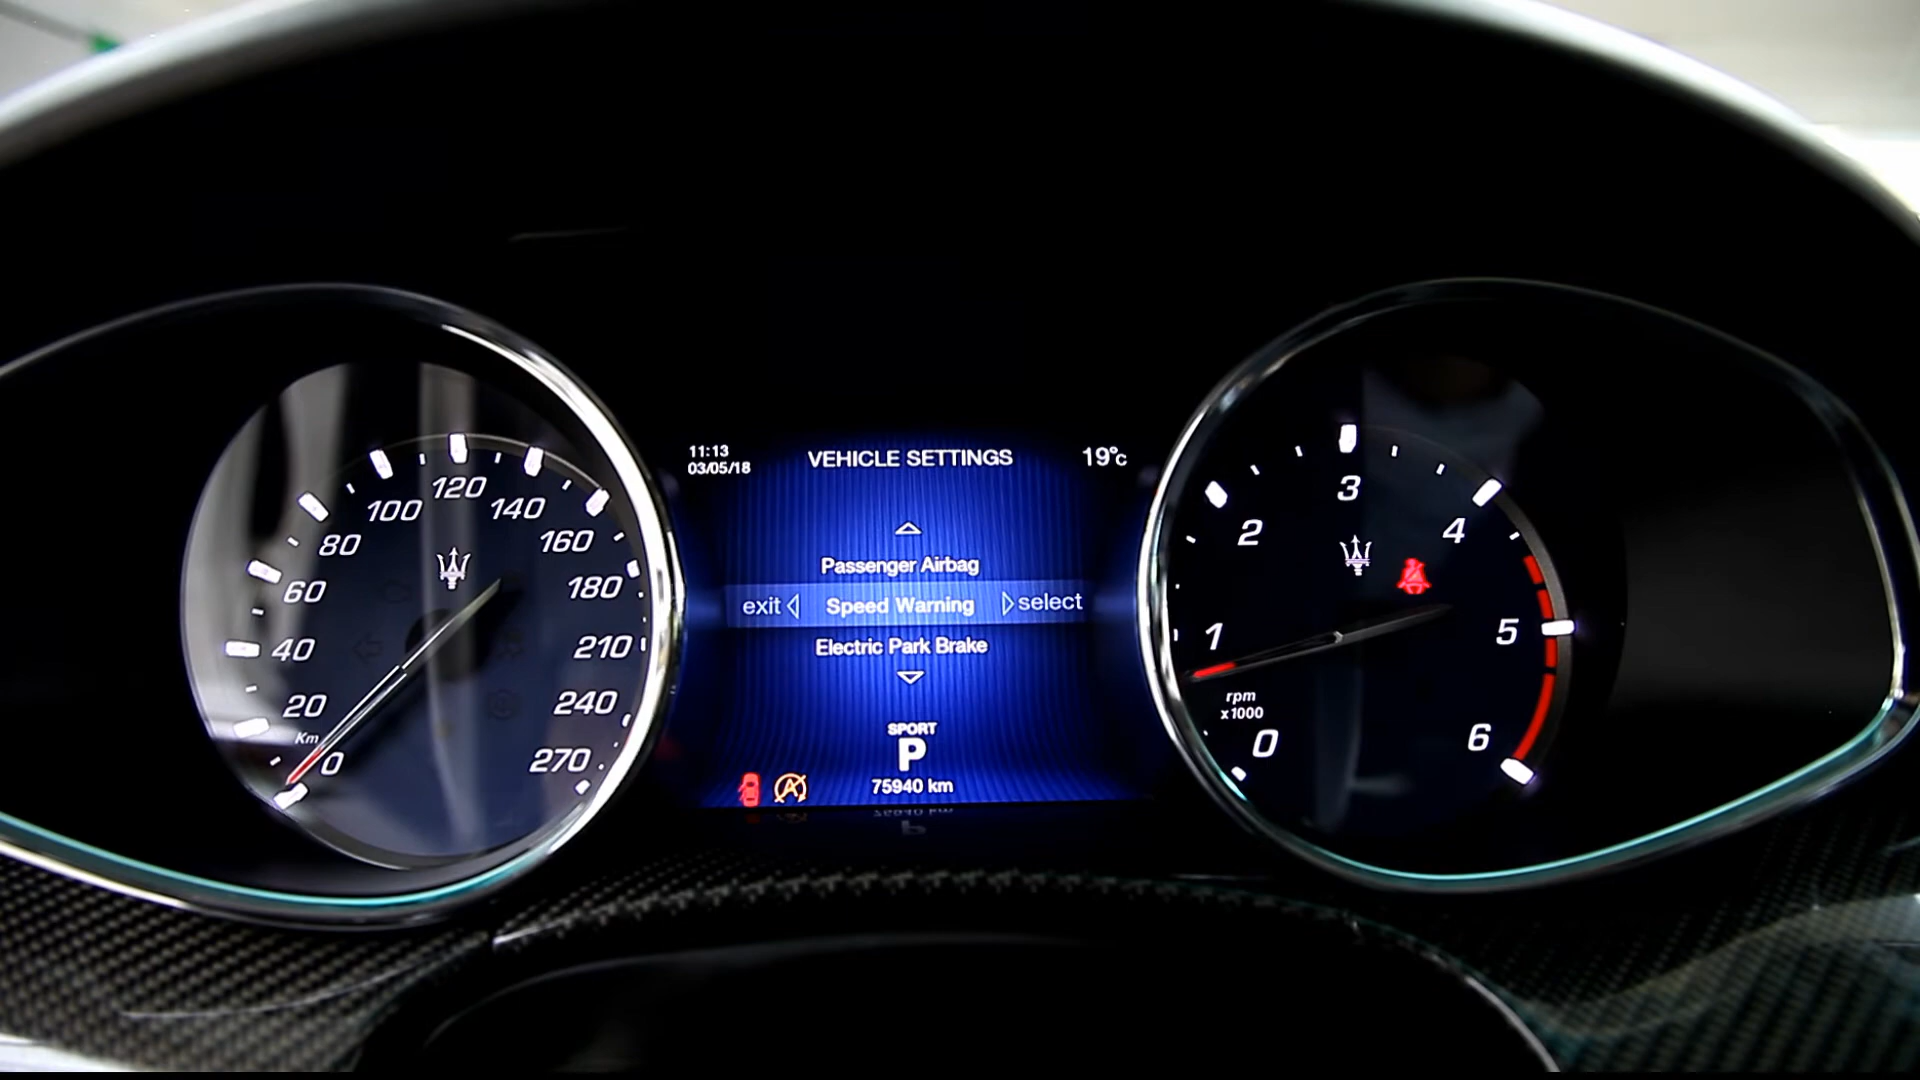 11:13
03/05/18
VEHICLE SETTINGS
19°c
Passenger Airbag
exit Speed Warning select
Electric Park Brake
SPORT
P
75940 km
0
20
40
60
80
100
120
140
160
180
210
240
270
Km
0
1
2
3
4
5
6
rpm
x1000